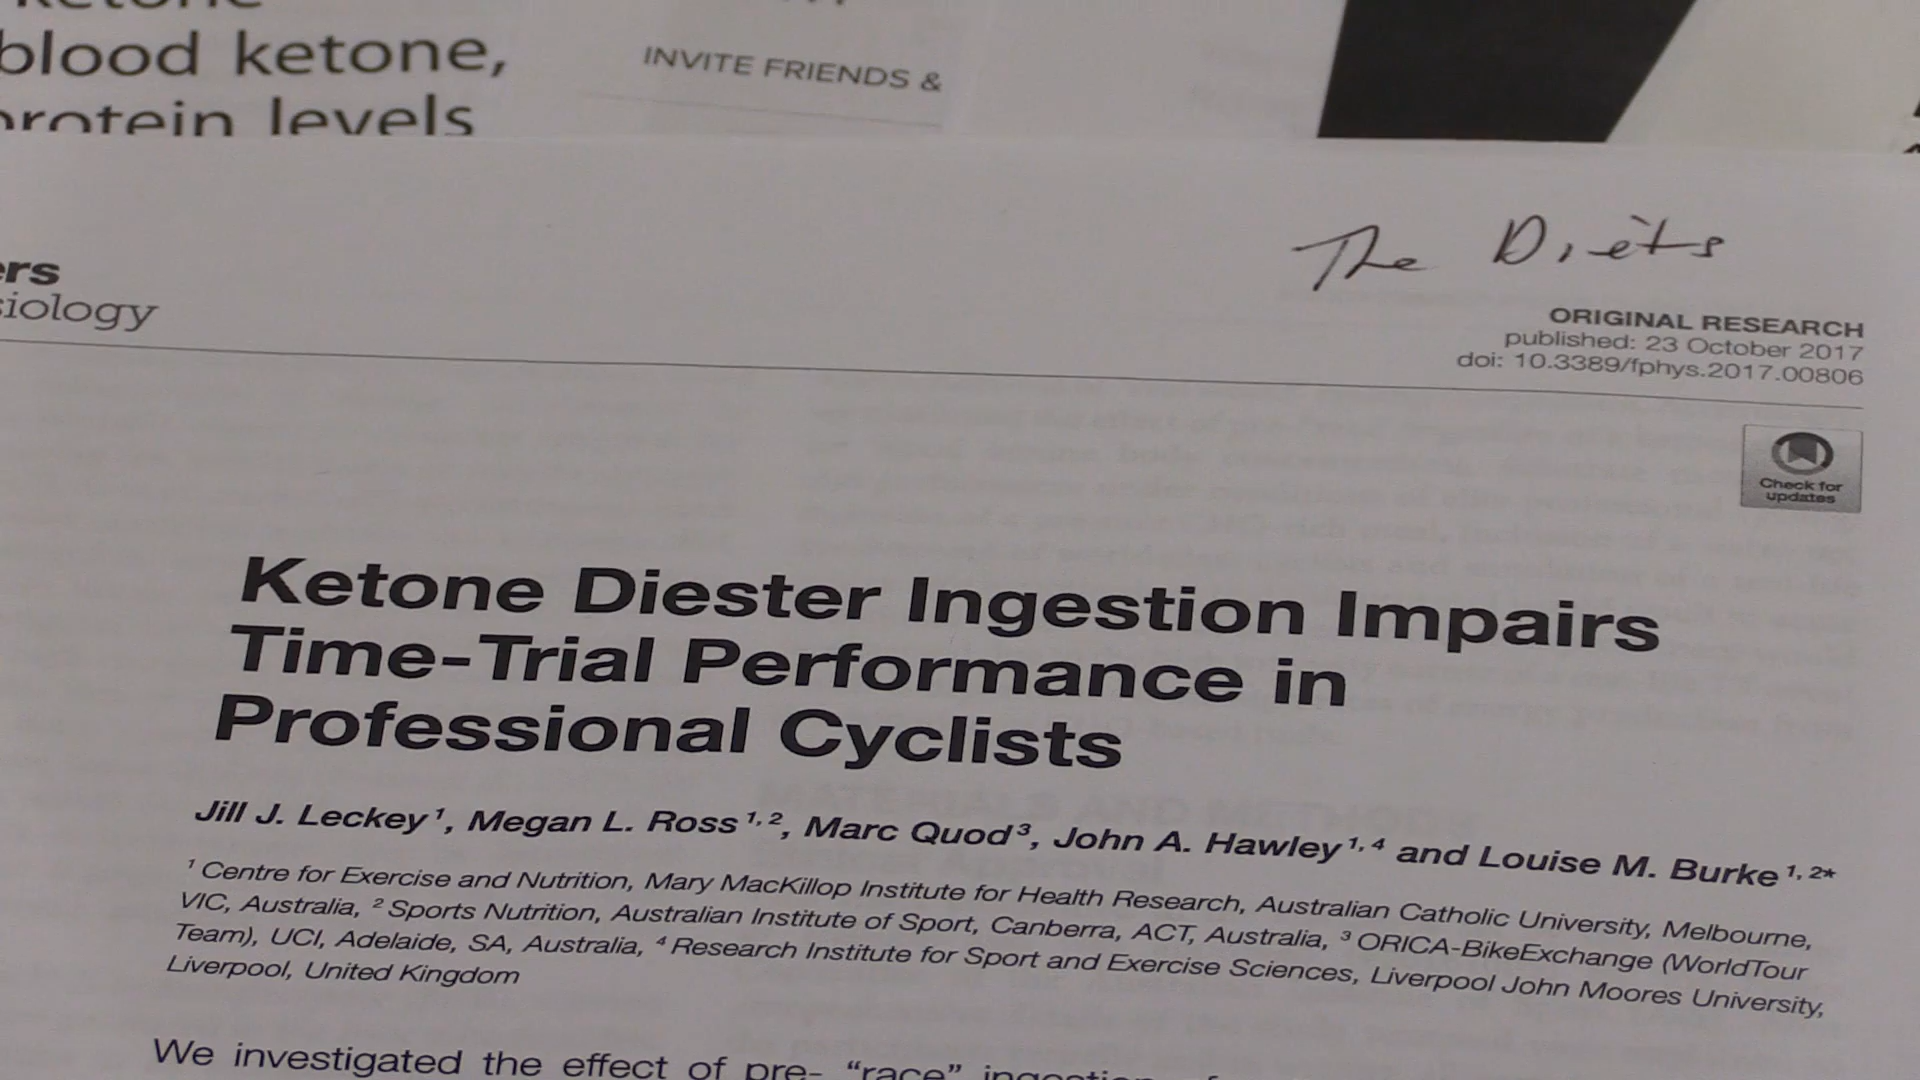 ketone
blood ketone,
protein levels
INVITE FRIENDS &
The Diets
ers
siology
ORIGINAL RESEARCH
published: 23 October 2017
doi: 10.3389/fphys.2017.00806
Check for
updates
Ketone Diester Ingestion Impairs
Time-Trial Performance in
Professional Cyclists
Jill J. Leckey 1, Megan L. Ross 1, 2, Marc Quod 3, John A. Hawley 1, 4 and Louise M. Burke 1, 2*
1 Centre for Exercise and Nutrition, Mary MacKillop Institute for Health Research, Australian Catholic University, Melbourne,
VIC, Australia, 2 Sports Nutrition, Australian Institute of Sport, Canberra, ACT, Australia, 3 ORICA-BikeExchange (WorldTour
Team), UCI, Adelaide, SA, Australia, 4 Research Institute for Sport and Exercise Sciences, Liverpool John Moores University,
Liverpool, United Kingdom
We investigated the effect of pre- "race" ingestion